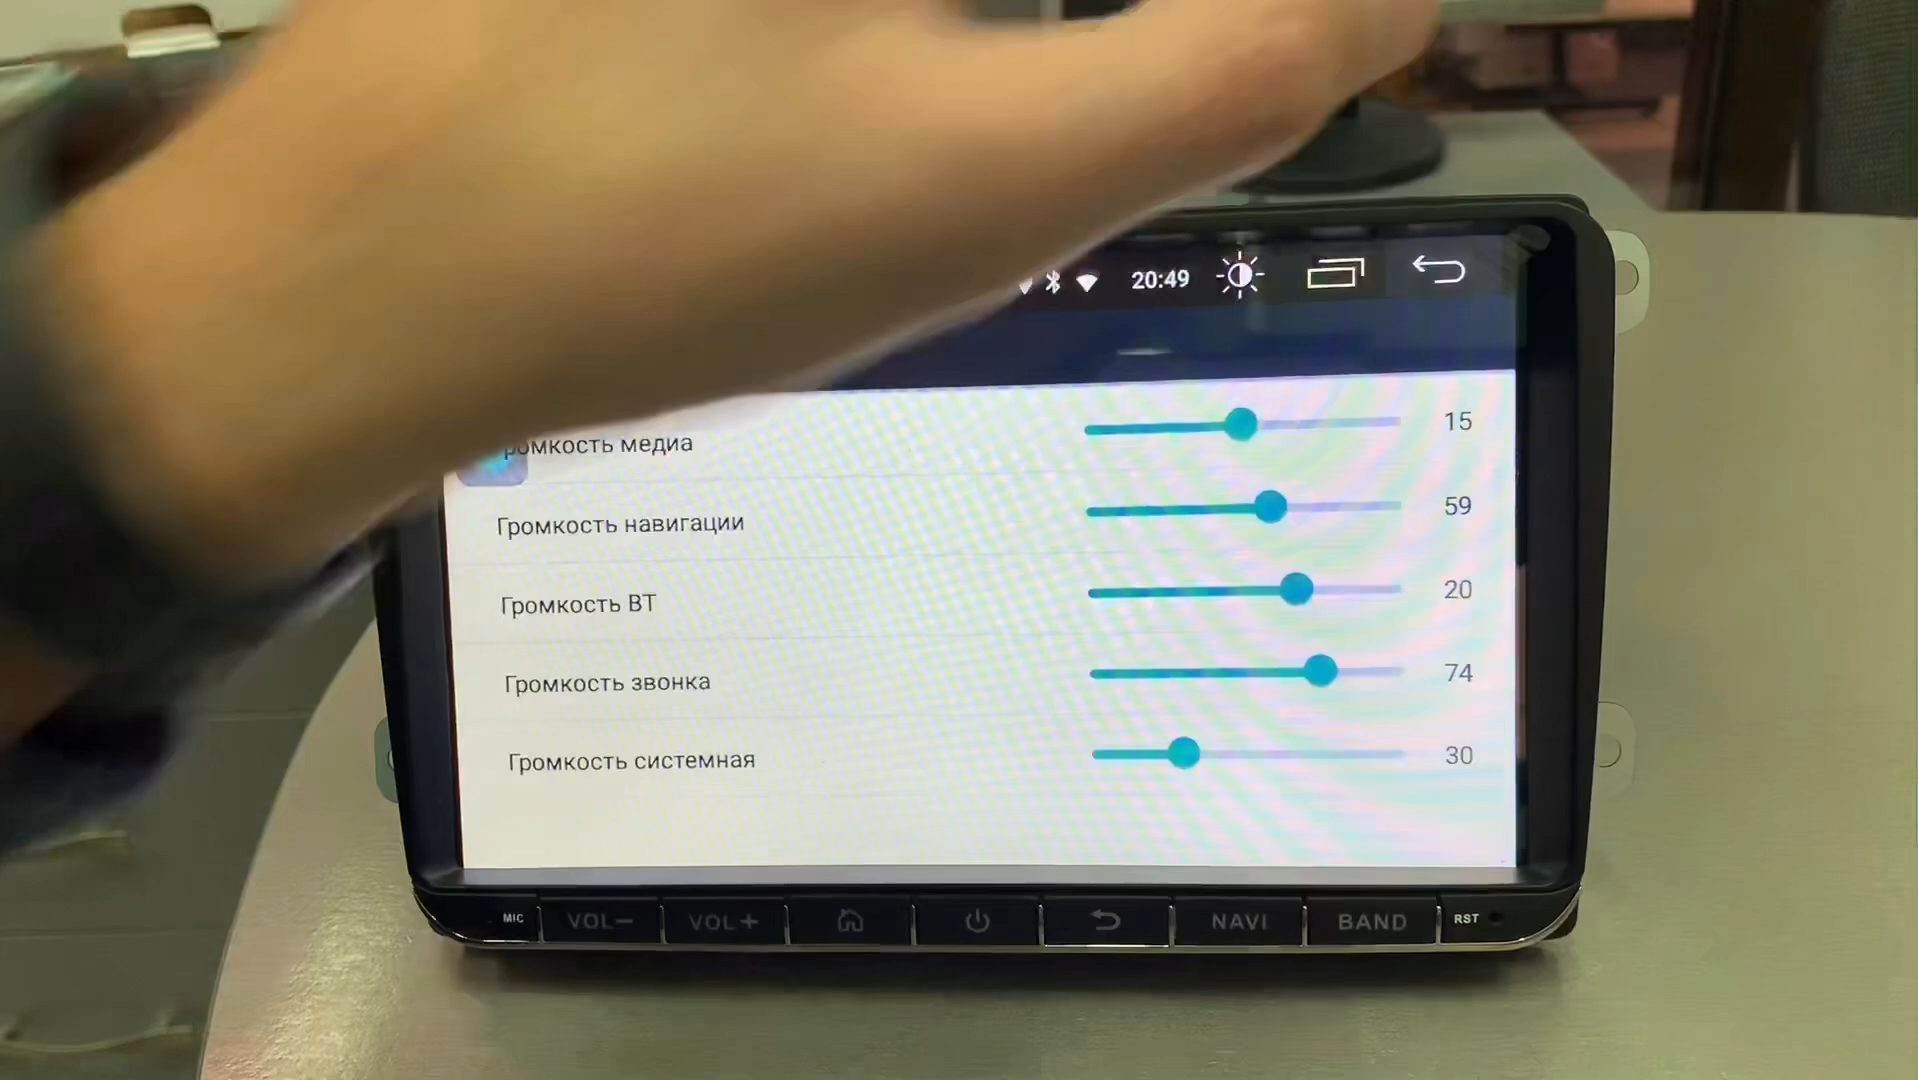 20:49
ромкость медиа 15
Громкость навигации 59
Громкость BT 20
Громкость звонка 74
Громкость системная 30
MIC VOL− VOL+ NAVI BAND RST